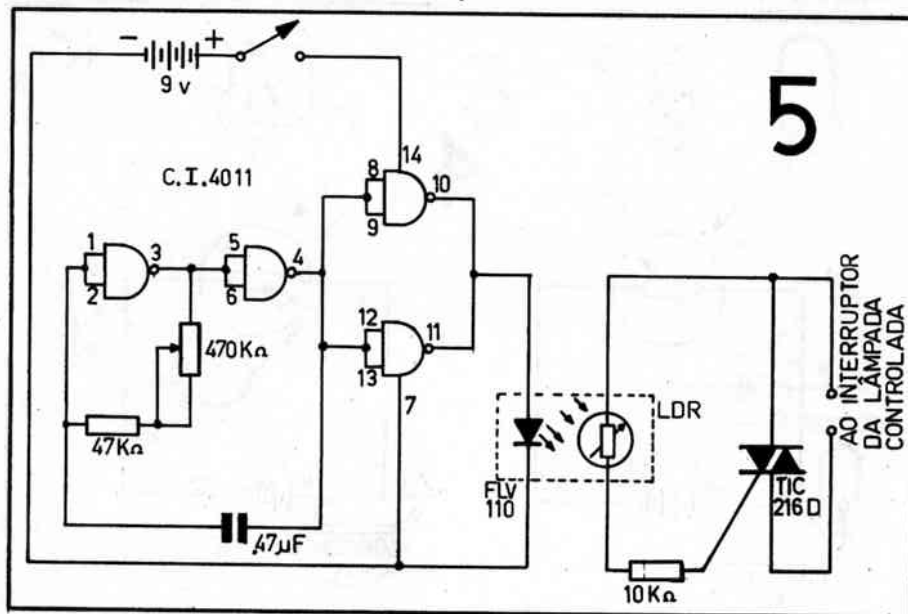 - +
9 v
5
C.I.4011
14
8
10
9
1
3
5
4
2
6
470KΩ
12
11
13
7
47KΩ
LDR
FLV
110
.47µF
TIC
216 D
10KΩ
AO INTERRUPTOR
DA LÂMPADA
CONTROLADA